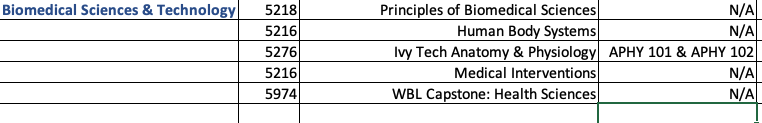 Biomedical Sciences & Technology 5218 Principles of Biomedical Sciences N/A
5216 Human Body Systems N/A
5276 Ivy Tech Anatomy & Physiology APHY 101 & APHY 102
5216 Medical Interventions N/A
5974 WBL Capstone: Health Sciences N/A